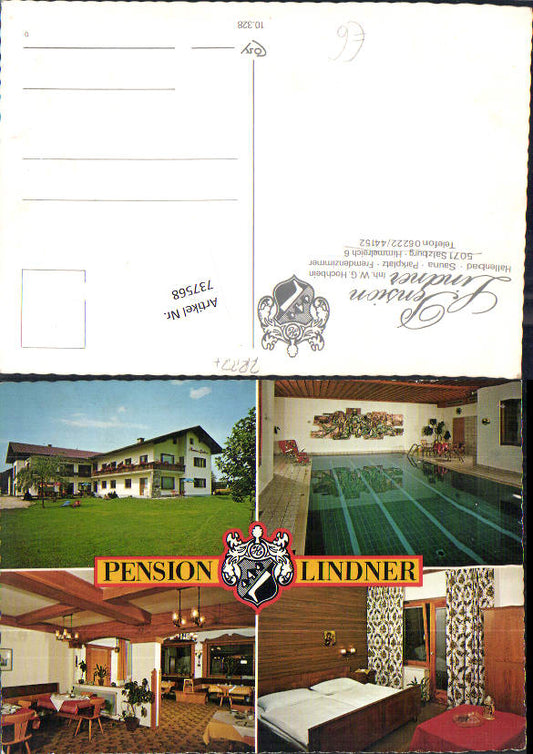 Pension
Lindner
Inh. W. G. Hochbein
Hallenbad · Sauna · Parkplatz · Fremdenzimmer
5071 Salzburg · Himmelreich 6
Telefon 06222/44152
Artikel Nr.
737568
10.328
PENSION LINDNER